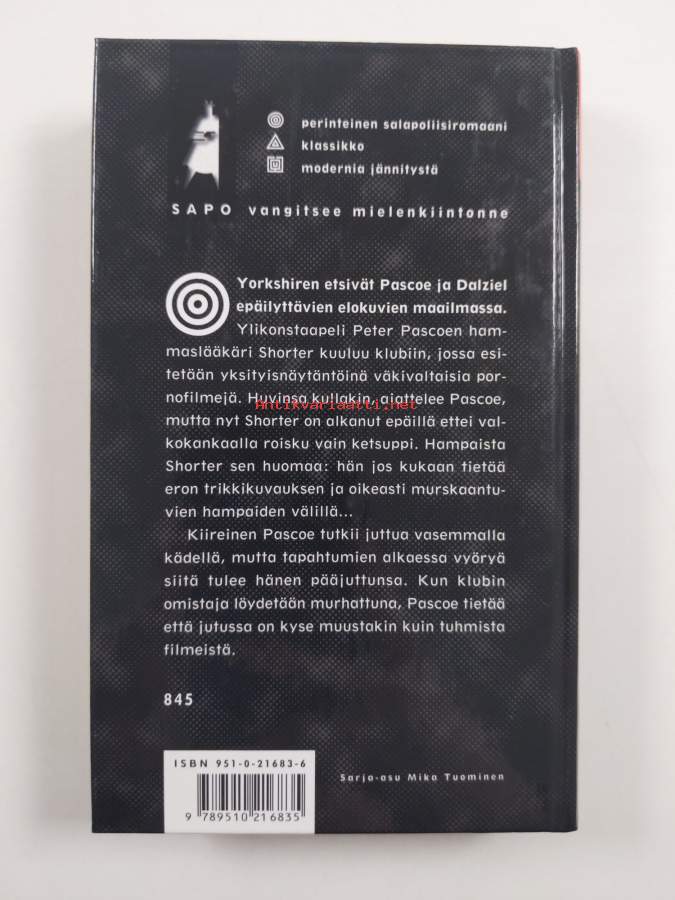 perinteinen salapoliisiromaani
klassikko
modernia jännitystä
SAPO vangitsee mielenkiintonne
Yorkshiren etsivät Pascoe ja Dalziel
epäilyttävien elokuvien maailmassa.
Ylikonstaapeli Peter Pascoen ham-
maslääkäri Shorter kuuluu klubiin, jossa esi-
tetään yksityisnäytäntöinä väkivaltaisia por-
nofilmejä. Huvinsa kullakin, ajattelee Pascoe,
Antikvariaatti.net
mutta nyt Shorter on alkanut epäillä ettei val-
kokankaalla roisku vain ketsuppi. Hampaista
Shorter sen huomaa: hän jos kukaan tietää
eron trikkikuvauksen ja oikeasti murskaantu-
vien hampaiden välillä...
Kiireinen Pascoe tutkii juttua vasemmalla
kädellä, mutta tapahtumien alkaessa vyöryä
siitä tulee hänen pääjuttunsa. Kun klubin
omistaja löydetään murhattuna, Pascoe tietää
että jutussa on kyse muustakin kuin tuhmista
filmeistä.
845
ISBN 951-0-21683-6
9 789510 216835
Sarja-asu Mika Tuominen